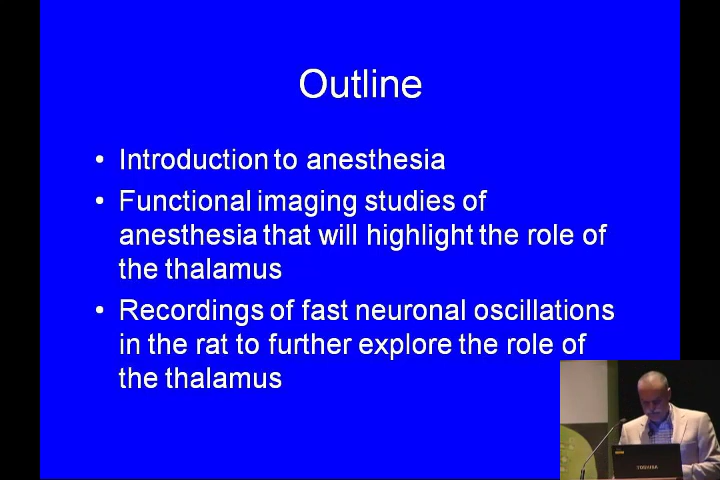 Outline
• Introduction to anesthesia
• Functional imaging studies of
anesthesia that will highlight the role of
the thalamus
• Recordings of fast neuronal oscillations
in the rat to further explore the role of
the thalamus
TOSHIBA